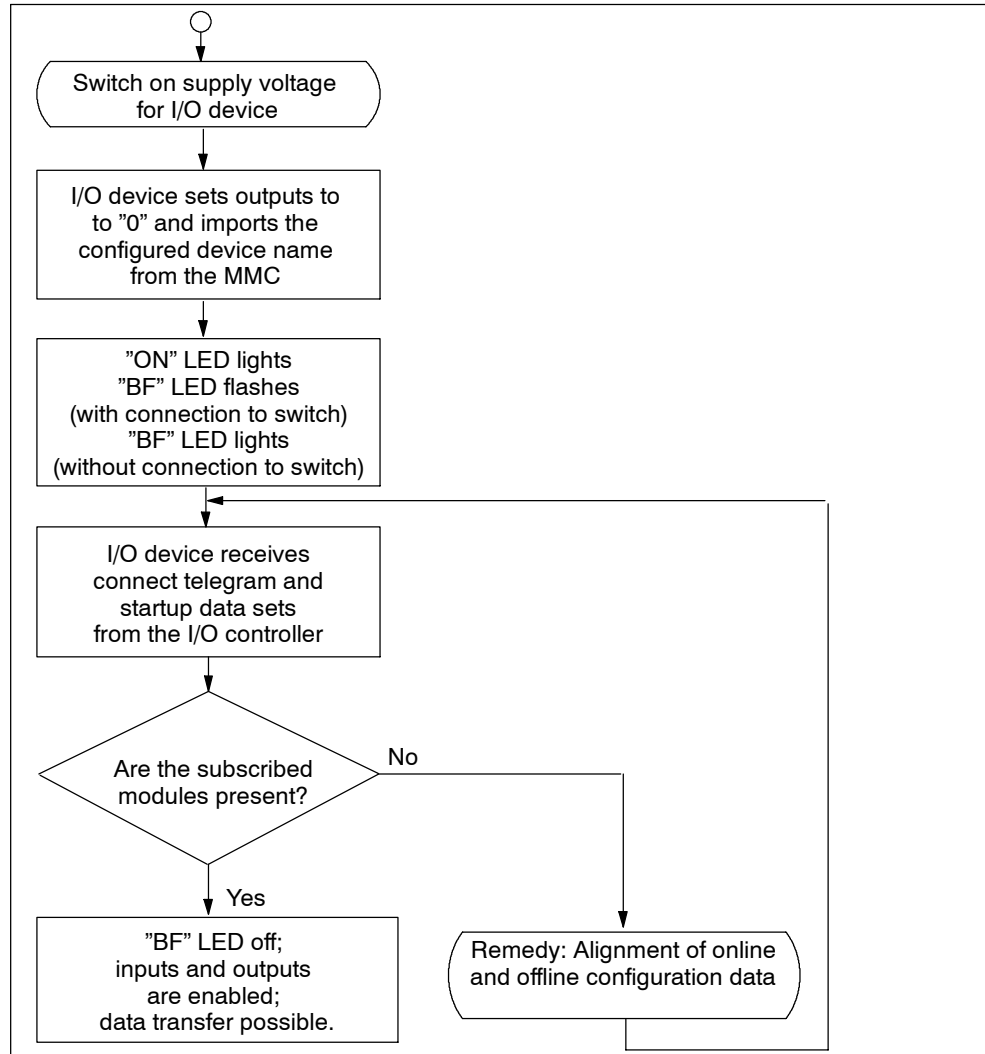 Switch on supply voltage
for I/O device
I/O device sets outputs to
to ”0” and imports the
configured device name
from the MMC
”ON” LED lights
”BF” LED flashes
(with connection to switch)
”BF” LED lights
(without connection to switch)
I/O device receives
connect telegram and
startup data sets
from the I/O controller
Are the subscribed
modules present?
No
Yes
”BF” LED off;
inputs and outputs
are enabled;
data transfer possible.
Remedy: Alignment of online
and offline configuration data